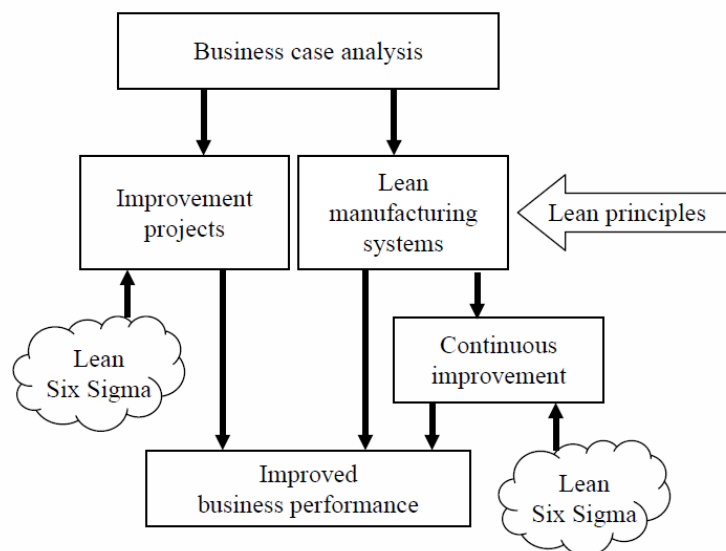 Business case analysis
Improvement
projects
Lean
manufacturing
systems
Lean principles
Lean
Six Sigma
Continuous
improvement
Improved
business performance
Lean
Six Sigma